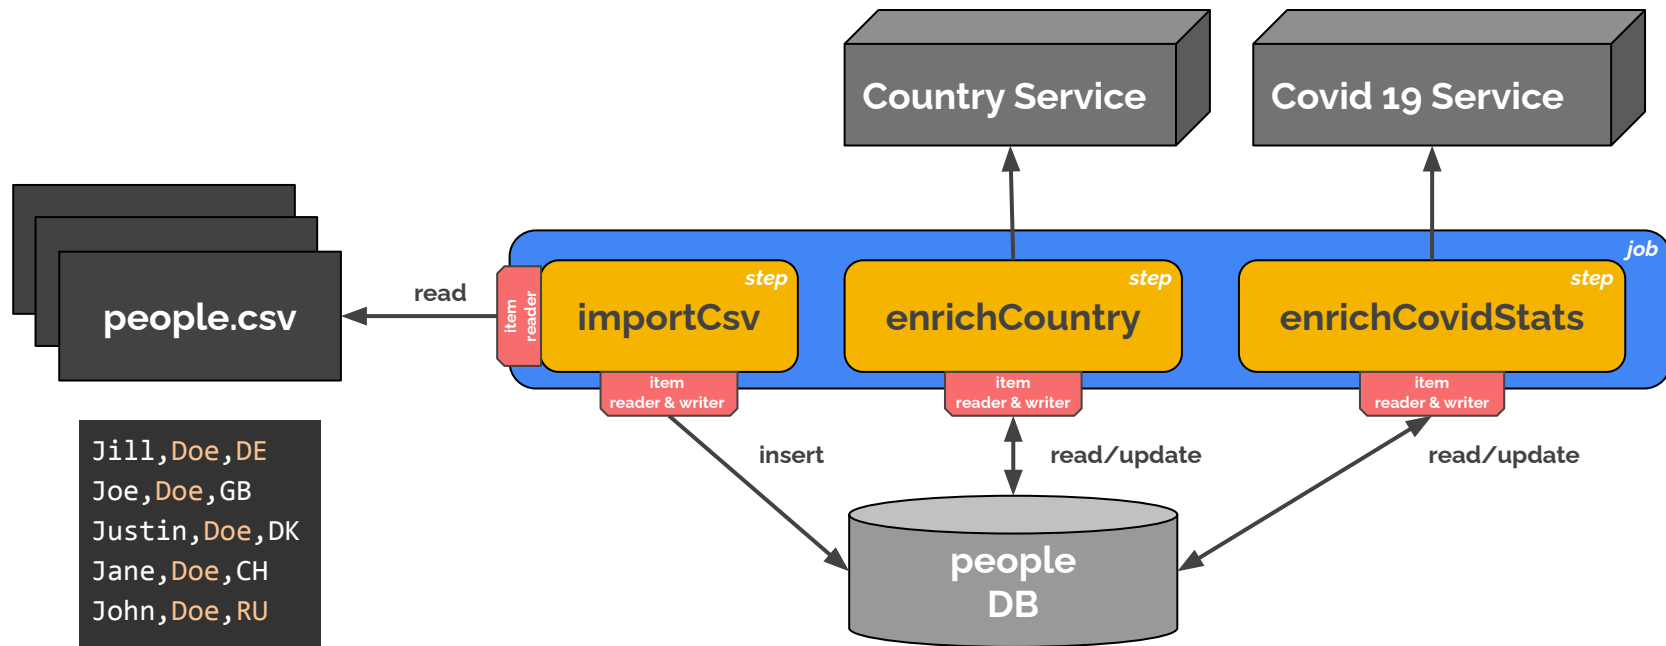 Country Service
Covid 19 Service
job
people.csv
read
item
reader
step
importCsv
step
enrichCountry
step
enrichCovidStats
item
reader & writer
item
reader & writer
item
reader & writer
insert
read/update
read/update
Jill,Doe,DE
Joe,Doe,GB
Justin,Doe,DK
Jane,Doe,CH
John,Doe,RU
people
DB